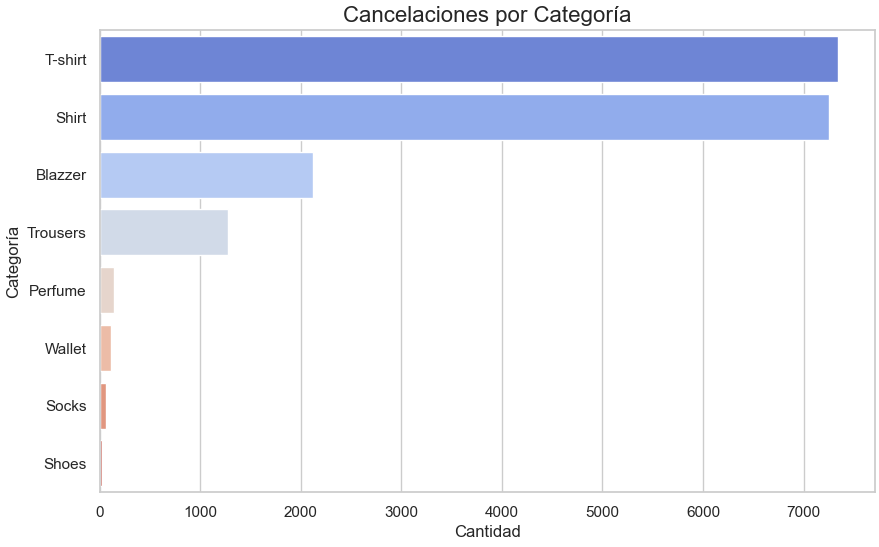 Cancelaciones por Categoría
Categoría
T-shirt
Shirt
Blazzer
Trousers
Perfume
Wallet
Socks
Shoes
0 1000 2000 3000 4000 5000 6000 7000
Cantidad